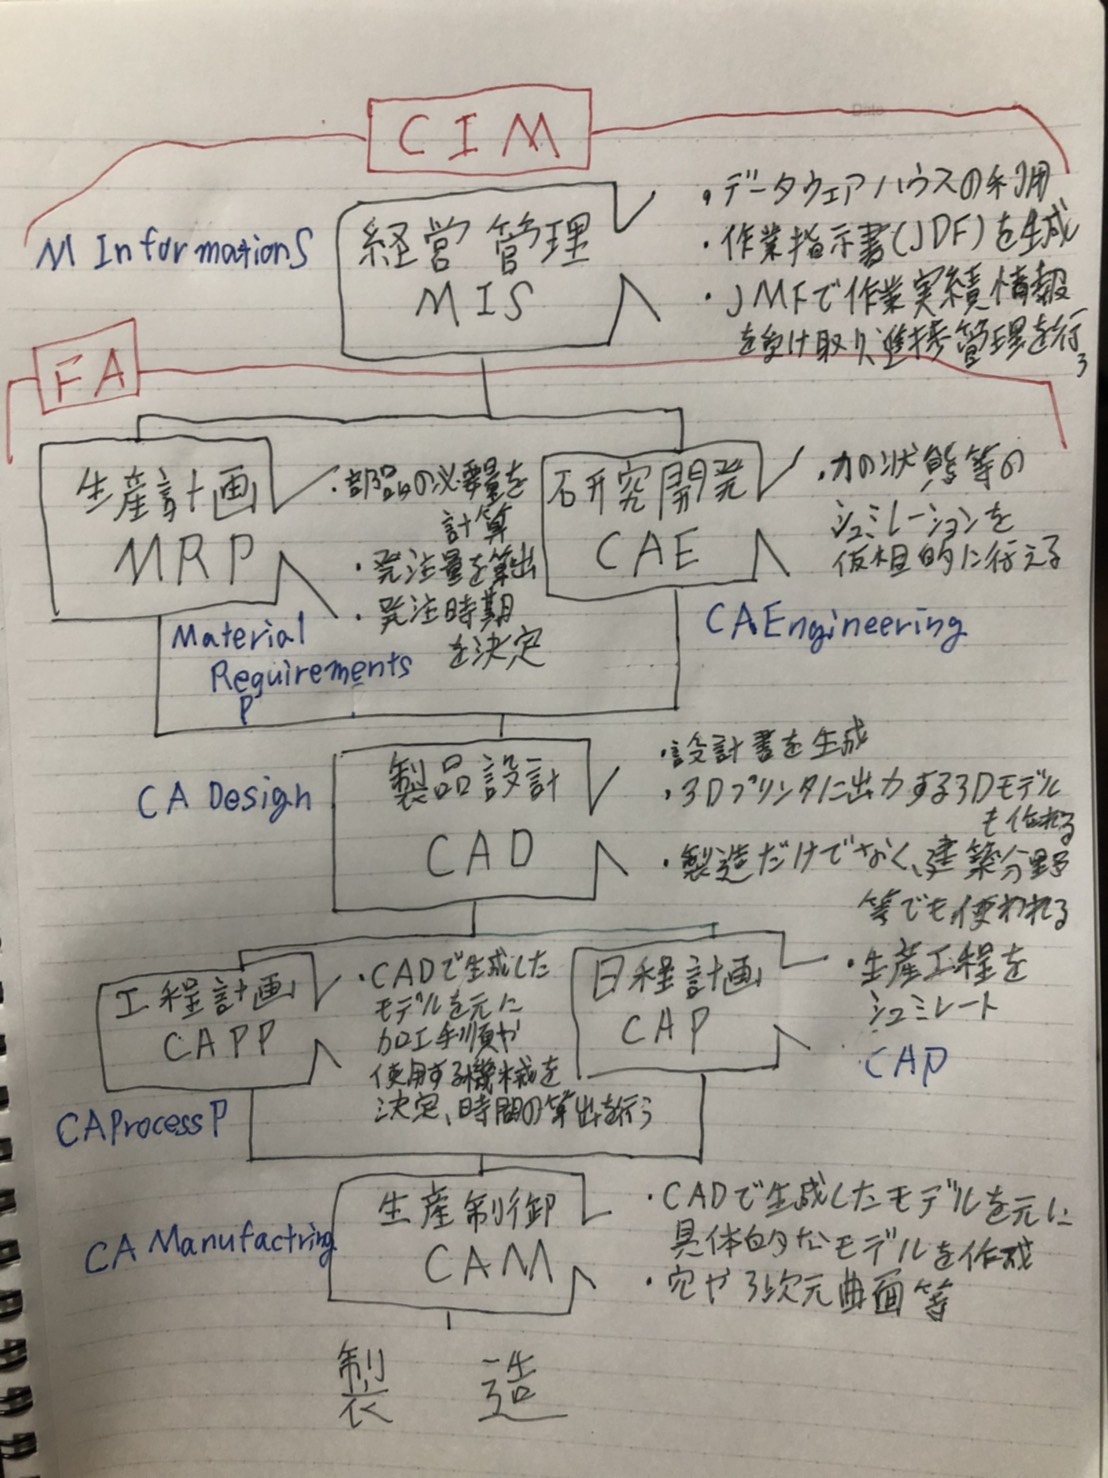 CIM
M InformationS
経営管理
MIS
・データウェアハウスの利用
・作業指示書(JDF)を生成
・JMFで作業実績情報
を受け取り、進捗管理を行う
FA
生産計画
MRP
・部品の必要量を
計算
・発注量を算出
・発注時期
を決定
Material
Requirements
P
研究開発
CAE
・力の状態等の
シュミレーションを
仮想的に行える
CAEngineering
CA Design
製品設計
CAD
・設計書を生成
・3Dプリンタに出力する3Dモデル
も作れる
・製造だけでなく、建築分野
等でも使われる
工程計画
CAPP
・CADで生成した
モデルを元に
加工手順や
使用する機械を
決定、時間の算出を行う
CAProcessP
日程計画
CAP
・生産工程を
シュミレート
CAP
CA Manufactring
生産制御
CAM
・CADで生成したモデルを元に
具体的なモデルを作成
・穴や3次元曲面等
製造